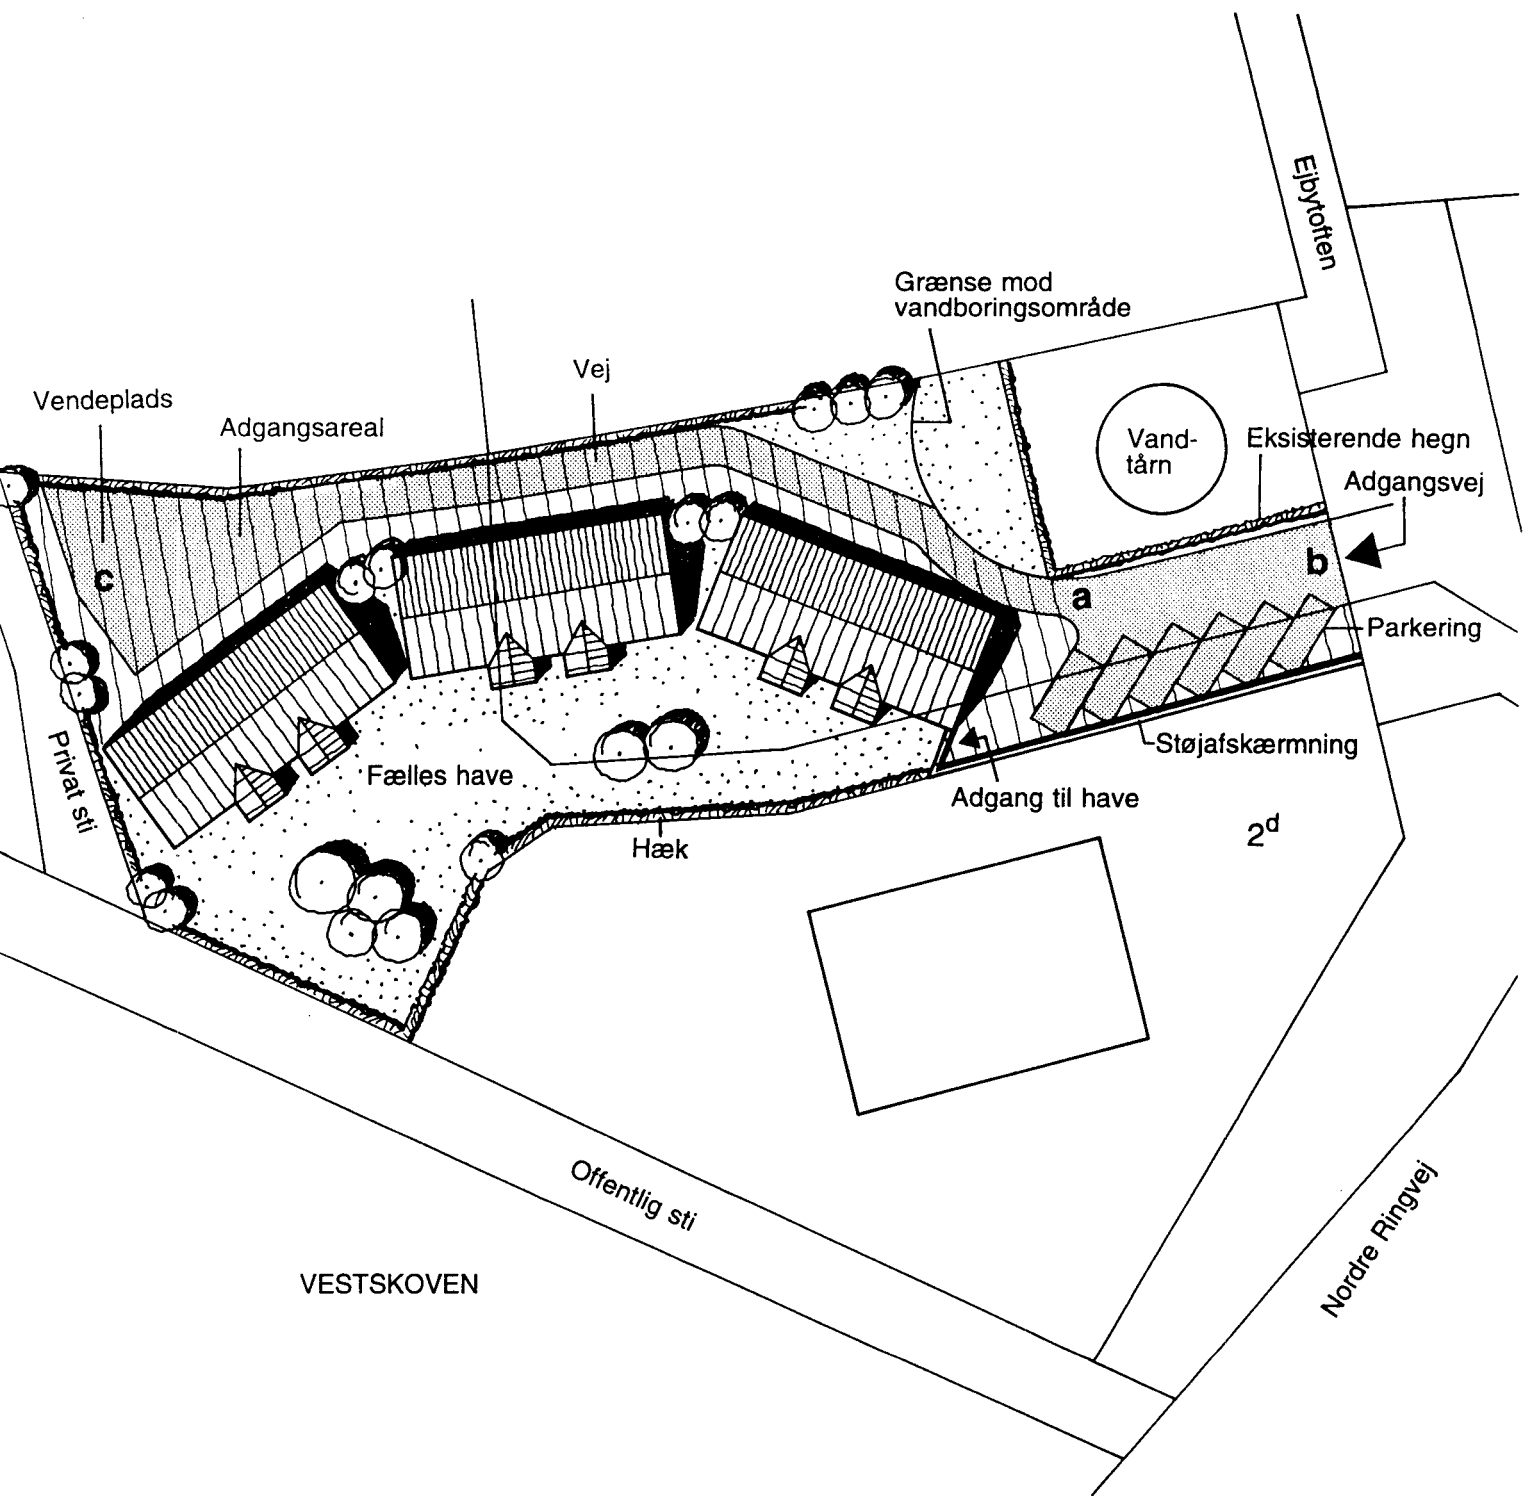 Ejbytoften
Grænse mod
vandboringsområde
Vej
Vendeplads
Adgangsareal
Vand-
tårn
Eksisterende hegn
Adgangsvej
b
c
a
Parkering
Støjafskærmning
Privat sti
Fælles have
Adgang til have
2d
Hæk
Offentlig sti
Nordre Ringvej
VESTSKOVEN